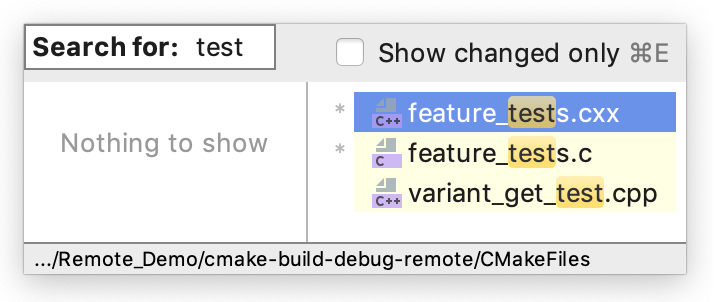 Search for: test
Show changed only ⌘E
Nothing to show
* C++ feature_tests.cxx
* C feature_tests.c
C++ variant_get_test.cpp
.../Remote_Demo/cmake-build-debug-remote/CMakeFiles